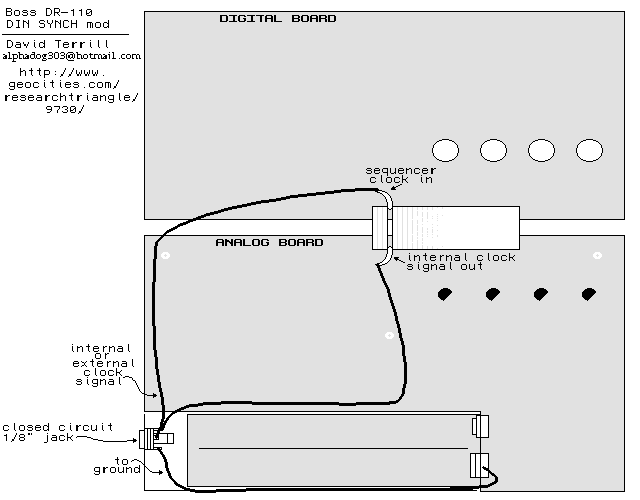 Boss DR-110
DIN SYNCH mod
David Terrill
alphadog303@hotmail.com
http://www.
geocities.com/
researchtriangle/
9730/
DIGITAL BOARD
sequencer
clock in
ANALOG BOARD
internal clock
signal out
internal
or
external
clock
signal
closed circuit
1/8" jack
to
ground